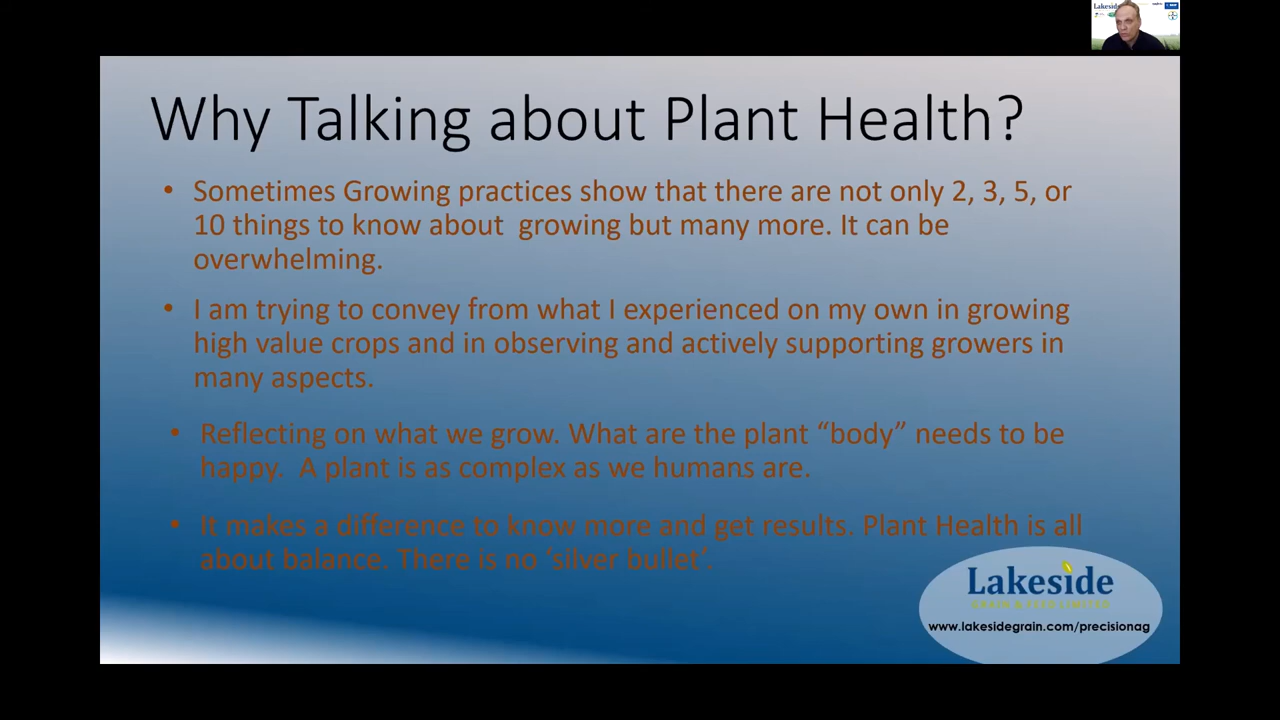 Lakeside
Why Talking about Plant Health?
• Sometimes Growing practices show that there are not only 2, 3, 5, or
10 things to know about growing but many more. It can be
overwhelming.
• I am trying to convey from what I experienced on my own in growing
high value crops and in observing and actively supporting growers in
many aspects.
• Reflecting on what we grow. What are the plant “body” needs to be
happy. A plant is as complex as we humans are.
• It makes a difference to know more and get results. Plant Health is all
about balance. There is no ‘silver bullet’.
Lakeside
GRAIN & FEED LIMITED
www.lakesidegrain.com/precisionag